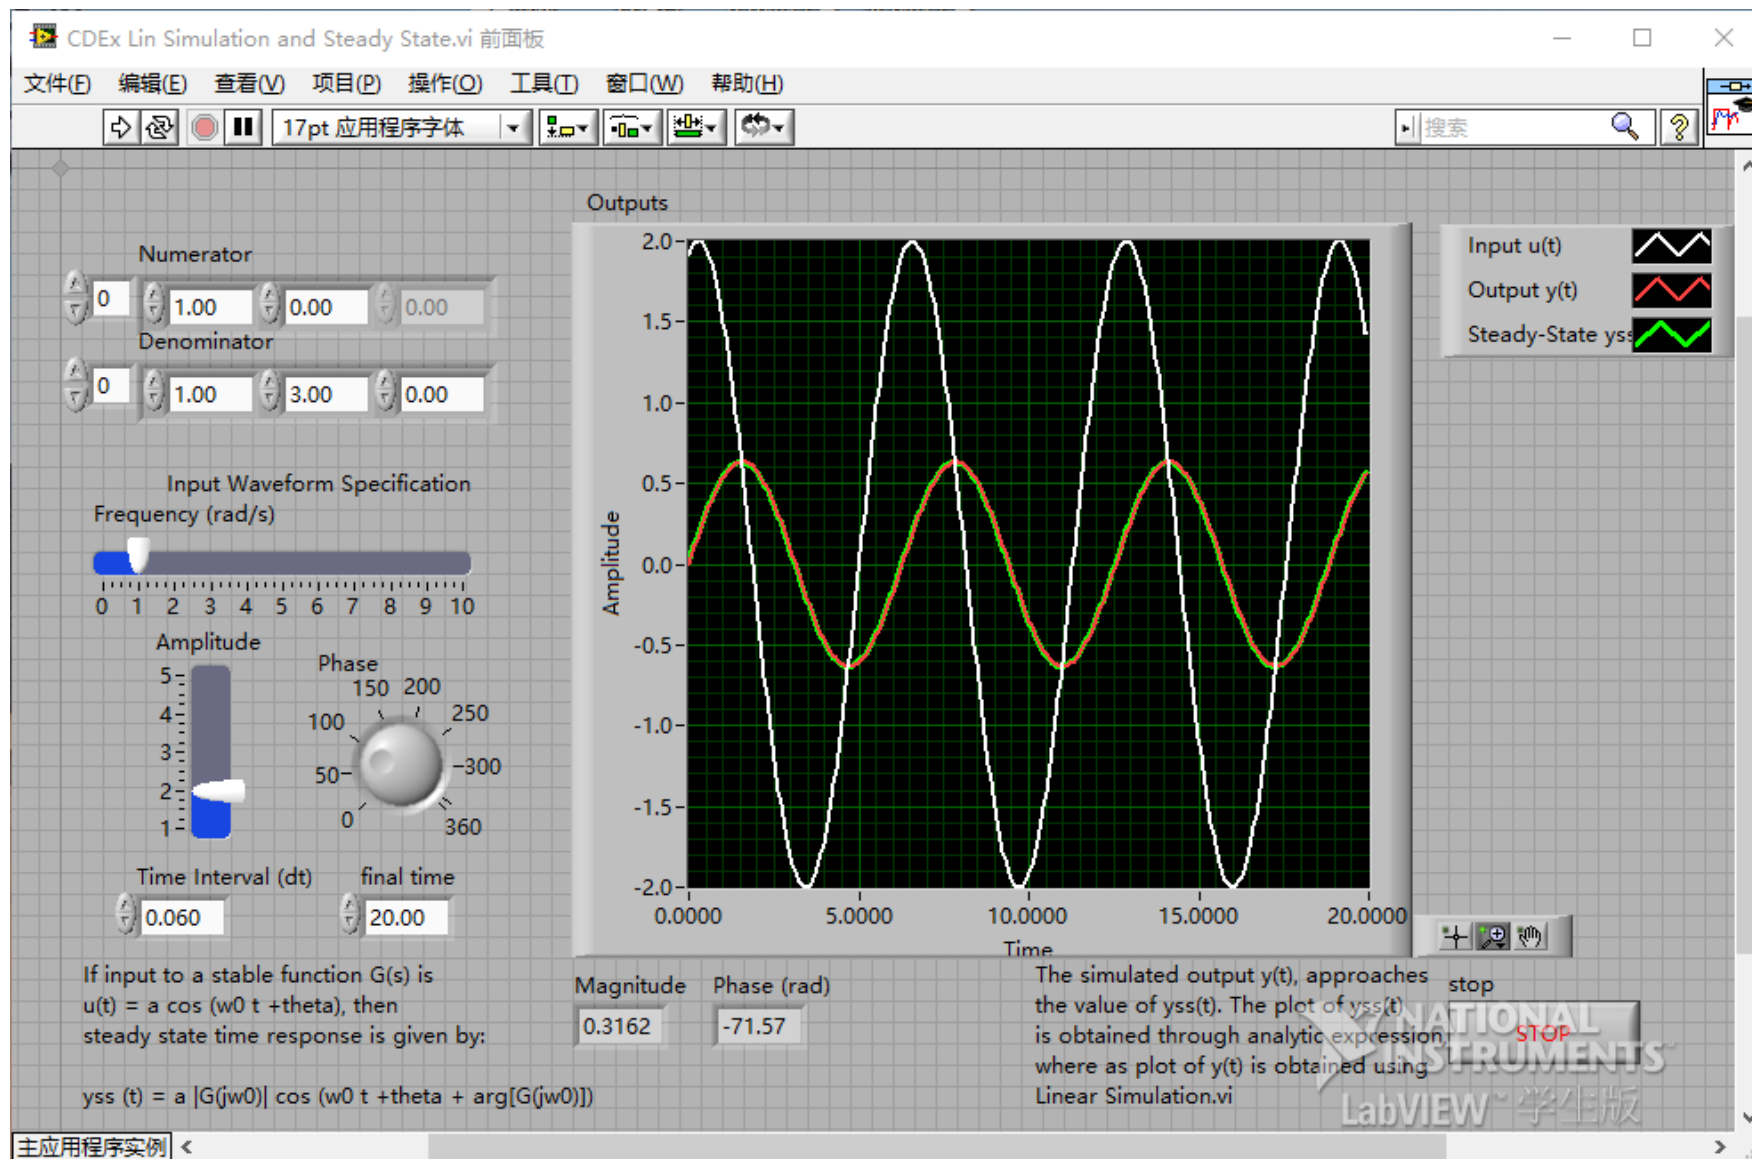 CDEx Lin Simulation and Steady State.vi 前面板
文件(F) 编辑(E) 查看(V) 项目(P) 操作(O) 工具(T) 窗口(W) 帮助(H)
17pt 应用程序字体
搜索
Outputs
Numerator
0 1.00 0.00 0.00
Denominator
0 1.00 3.00 0.00
Input Waveform Specification
Frequency (rad/s)
0 1 2 3 4 5 6 7 8 9 10
Amplitude
5
4
3
2
1
Phase
0 50 100 150 200 250 300 360
Time Interval (dt)
0.060
final time
20.00
If input to a stable function G(s) is
u(t) = a cos (w0 t +theta), then
steady state time response is given by:
yss (t) = a |G(jw0)| cos (w0 t +theta + arg[G(jw0)])
Amplitude
2.0
1.5
1.0
0.5
0.0
-0.5
-1.0
-1.5
-2.0
0.0000 5.0000 10.0000 15.0000 20.0000
Time
Input u(t)
Output y(t)
Steady-State yss
Magnitude
0.3162
Phase (rad)
-71.57
The simulated output y(t), approaches
the value of yss(t). The plot of yss(t)
is obtained through analytic expression
where as plot of y(t) is obtained using
Linear Simulation.vi
stop
STOP
NATIONAL
INSTRUMENTS
LabVIEW™ 学生版
主应用程序实例